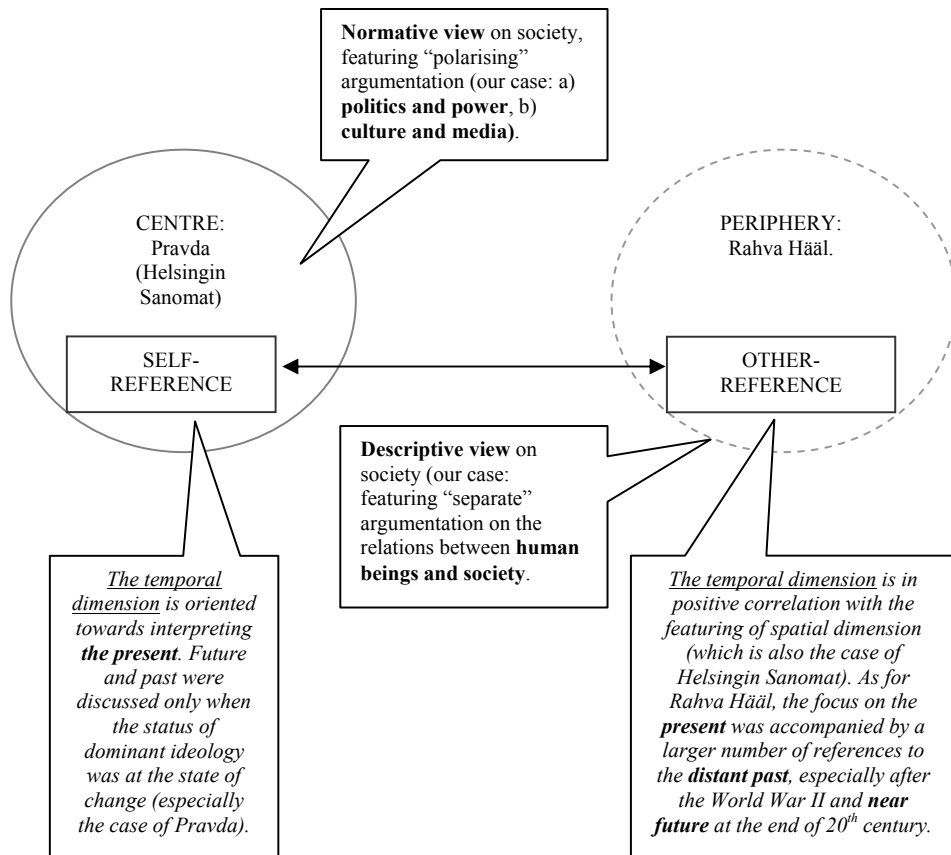 Normative view on society,
featuring “polarising”
argumentation (our case: a)
politics and power, b)
culture and media).
CENTRE:
Pravda
(Helsingin
Sanomat)
PERIPHERY:
Rahva Hääl.
SELF-
REFERENCE
OTHER-
REFERENCE
Descriptive view on
society (our case:
featuring “separate”
argumentation on the
relations between human
beings and society.
The temporal
dimension is oriented
towards interpreting
the present. Future
and past were
discussed only when
the status of
dominant ideology
was at the state of
change (especially
the case of Pravda).
The temporal dimension is in
positive correlation with the
featuring of spatial dimension
(which is also the case of
Helsingin Sanomat). As for
Rahva Hääl, the focus on the
present was accompanied by a
larger number of references to
the distant past, especially after
the World War II and near
future at the end of 20th century.